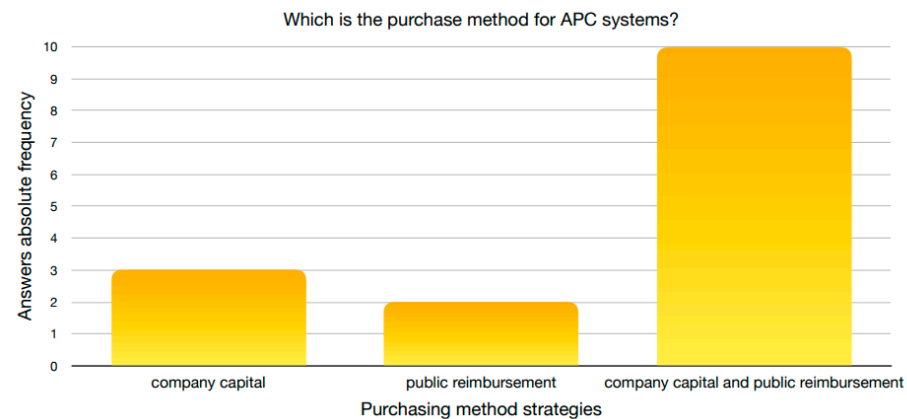 Which is the purchase method for APC systems?
Answers absolute frequency
10
9
8
7
6
5
4
3
2
1
0
company capital
public reimbursement
company capital and public reimbursement
Purchasing method strategies